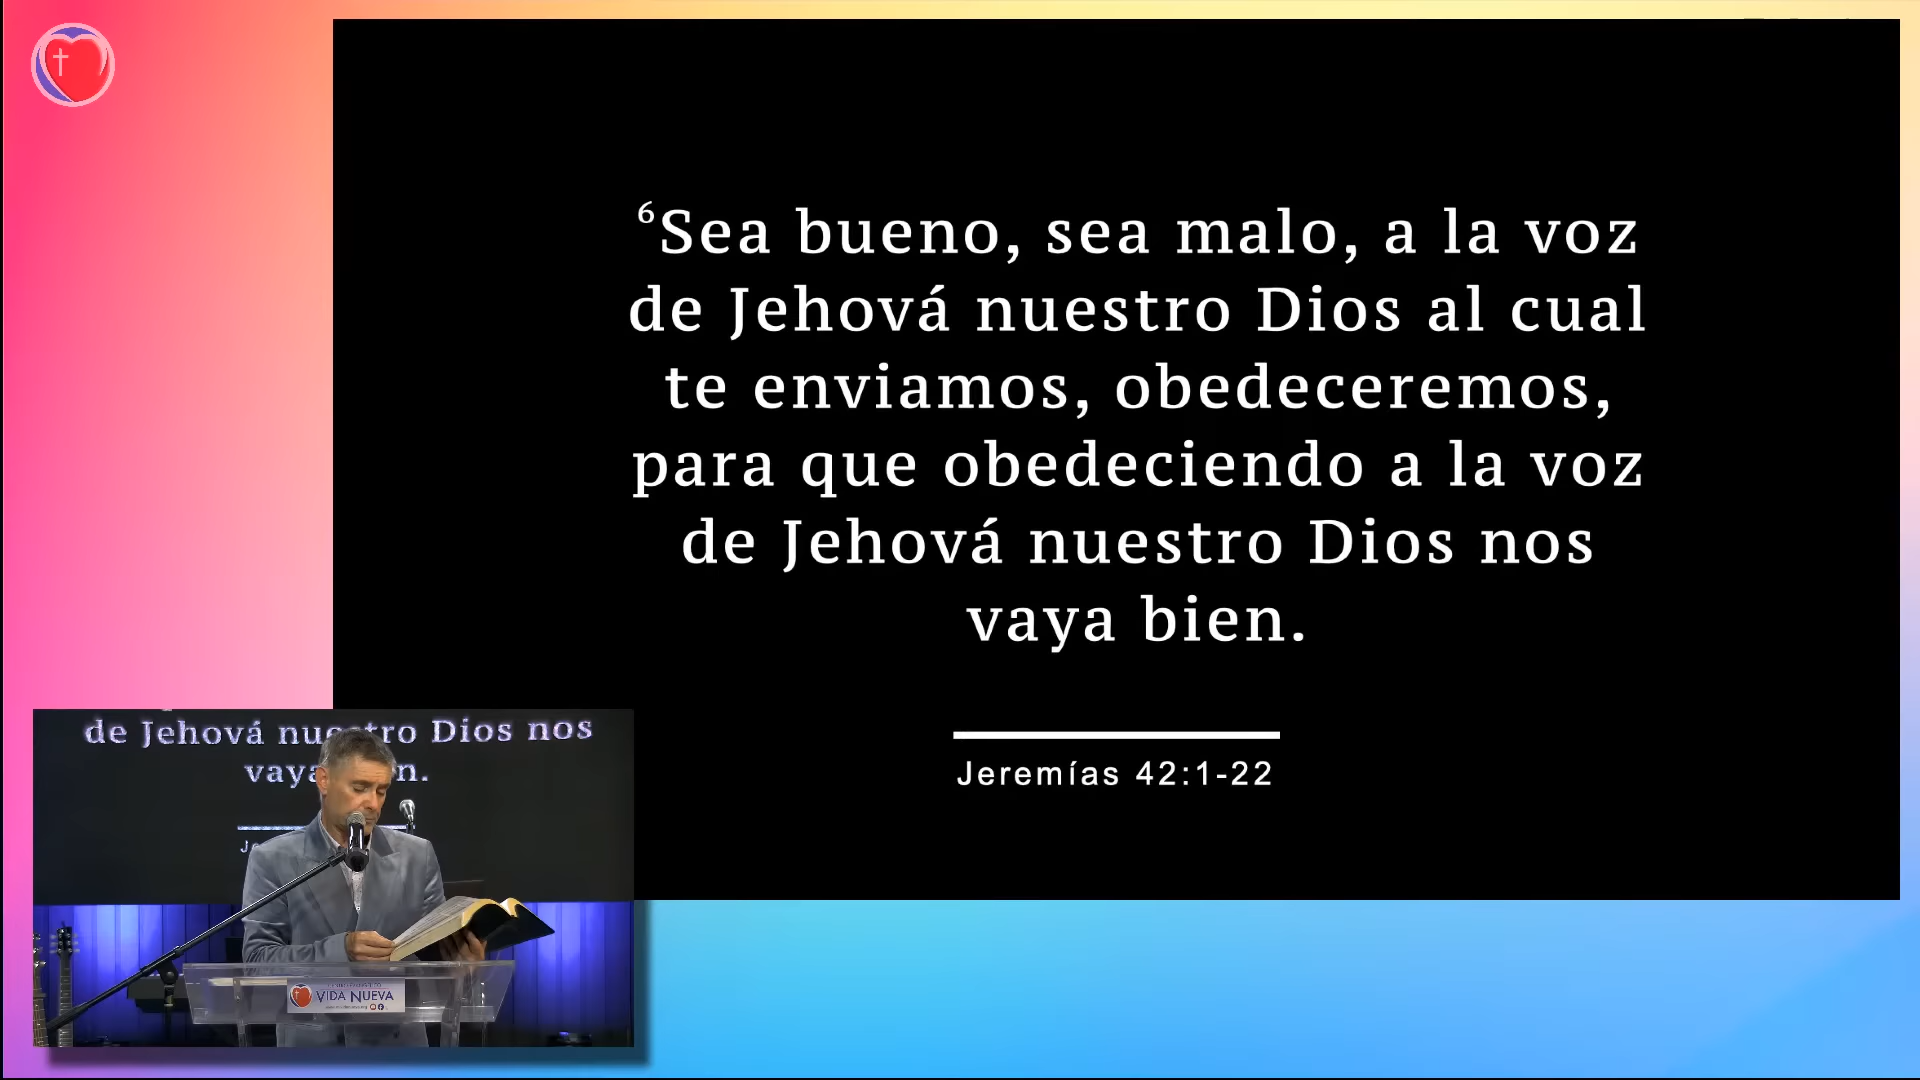 ⁶Sea bueno, sea malo, a la voz
de Jehová nuestro Dios al cual
te enviamos, obedeceremos,
para que obedeciendo a la voz
de Jehová nuestro Dios nos
vaya bien.
Jeremías 42:1-22
de Jehová nuestro Dios nos
vaya
VIDA NUEVA